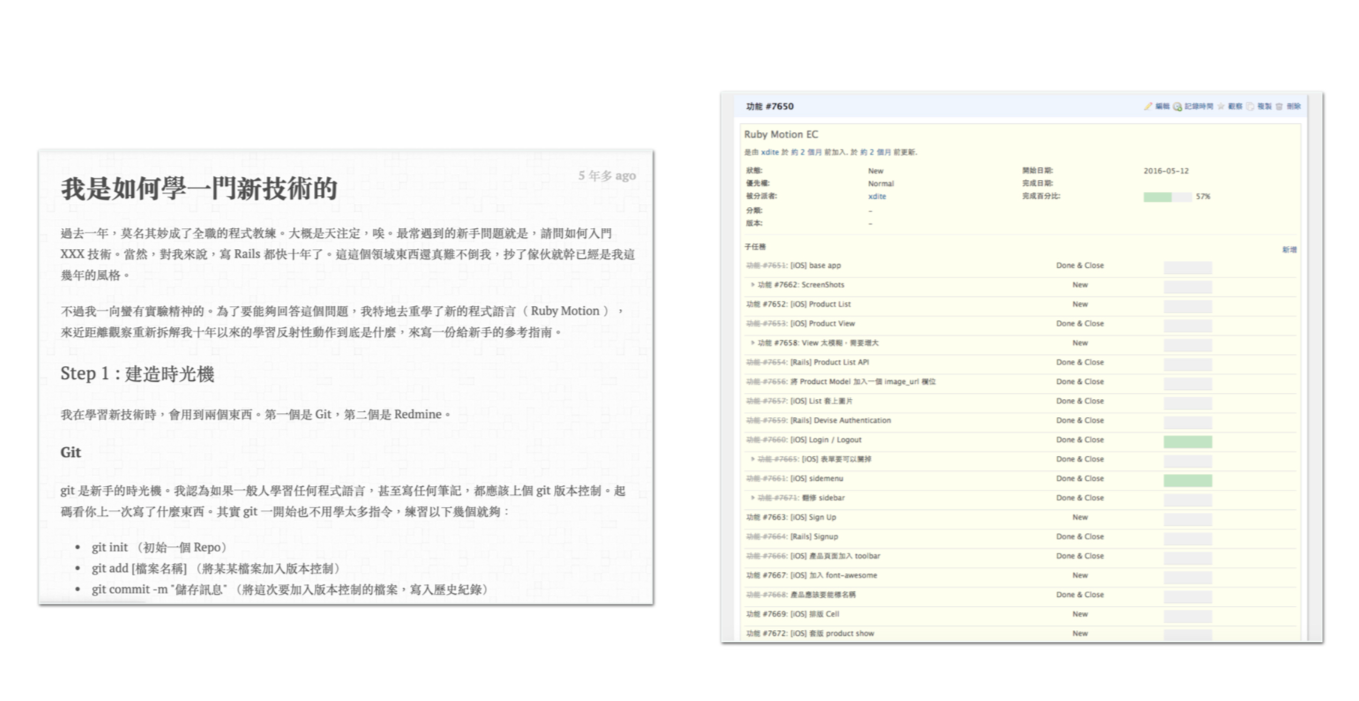 我是如何學一門新技術的
5 年多 ago
過去一年，莫名其妙成了全職的程式教練。大概是天注定，唉。最常遇到的新手問題就是，請問如何入門
XXX 技術。當然，對我來說，寫 Rails 都快十年了。這這個領域東西還真難不倒我，抄了傢伙就幹已經是我這
幾年的風格。
不過我一向蠻有實驗精神的。為了要能夠回答這個問題，我特地去重學了新的程式語言（ Ruby Motion ），
來近距離觀察重新拆解我十年以來的學習反射性動作到底是什麼，來寫一份給新手的參考指南。
Step 1 : 建造時光機
我在學習新技術時，會用到兩個東西。第一個是 Git，第二個是 Redmine。
Git
git 是新手的時光機。我認為如果一般人學習任何程式語言，甚至寫任何筆記，都應該上個 git 版本控制。起
碼看你上一次寫了什麼東西。其實 git 一開始也不用學太多指令，練習以下幾個就夠：
• git init （初始一個 Repo）
• git add [檔案名稱] （將某某檔案加入版本控制）
• git commit -m "儲存訊息" （將這次要加入版本控制的檔案，寫入歷史紀錄）
功能 #7650
編輯 記錄時間 觀察 複製 刪除
Ruby Motion EC
是由 xdite 於 約 2 個月 前加入. 於 約 2 個月 前更新.
狀態: New 開始日期: 2016-05-12
優先權: Normal 完成日期:
被分派者: xdite 完成百分比: 57%
分類: -
版本: -
子任務 新增
功能 #7651: [iOS] base app Done & Close
功能 #7662: ScreenShots New
功能 #7652: [iOS] Product List New
功能 #7653: [iOS] Product View Done & Close
功能 #7658: View 太模糊，需要增大 New
功能 #7654: [Rails] Product List API Done & Close
功能 #7656: 將 Product Model 加入一個 image_url 欄位 Done & Close
功能 #7657: [iOS] List 套上圖片 Done & Close
功能 #7659: [Rails] Devise Authentication Done & Close
功能 #7660: [iOS] Login / Logout Done & Close
功能 #7665: [iOS] 表單要可以關掉 Done & Close
功能 #7661: [iOS] sidemenu Done & Close
功能 #7671: 翻修 sidebar Done & Close
功能 #7663: [iOS] Sign Up New
功能 #7664: [Rails] Signup Done & Close
功能 #7666: [iOS] 產品頁面加入 toolbar Done & Close
功能 #7667: [iOS] 加入 font-awesome New
功能 #7668: 產品應該要能標名稱 Done & Close
功能 #7669: [iOS] 排版 Cell New
功能 #7672: [iOS] 套版 product show New